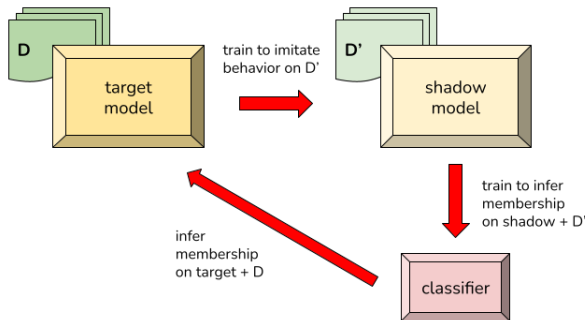 D
target
model
train to imitate
behavior on D’
D’
shadow
model
train to infer
membership
on shadow + D’
infer
membership
on target + D
classifier